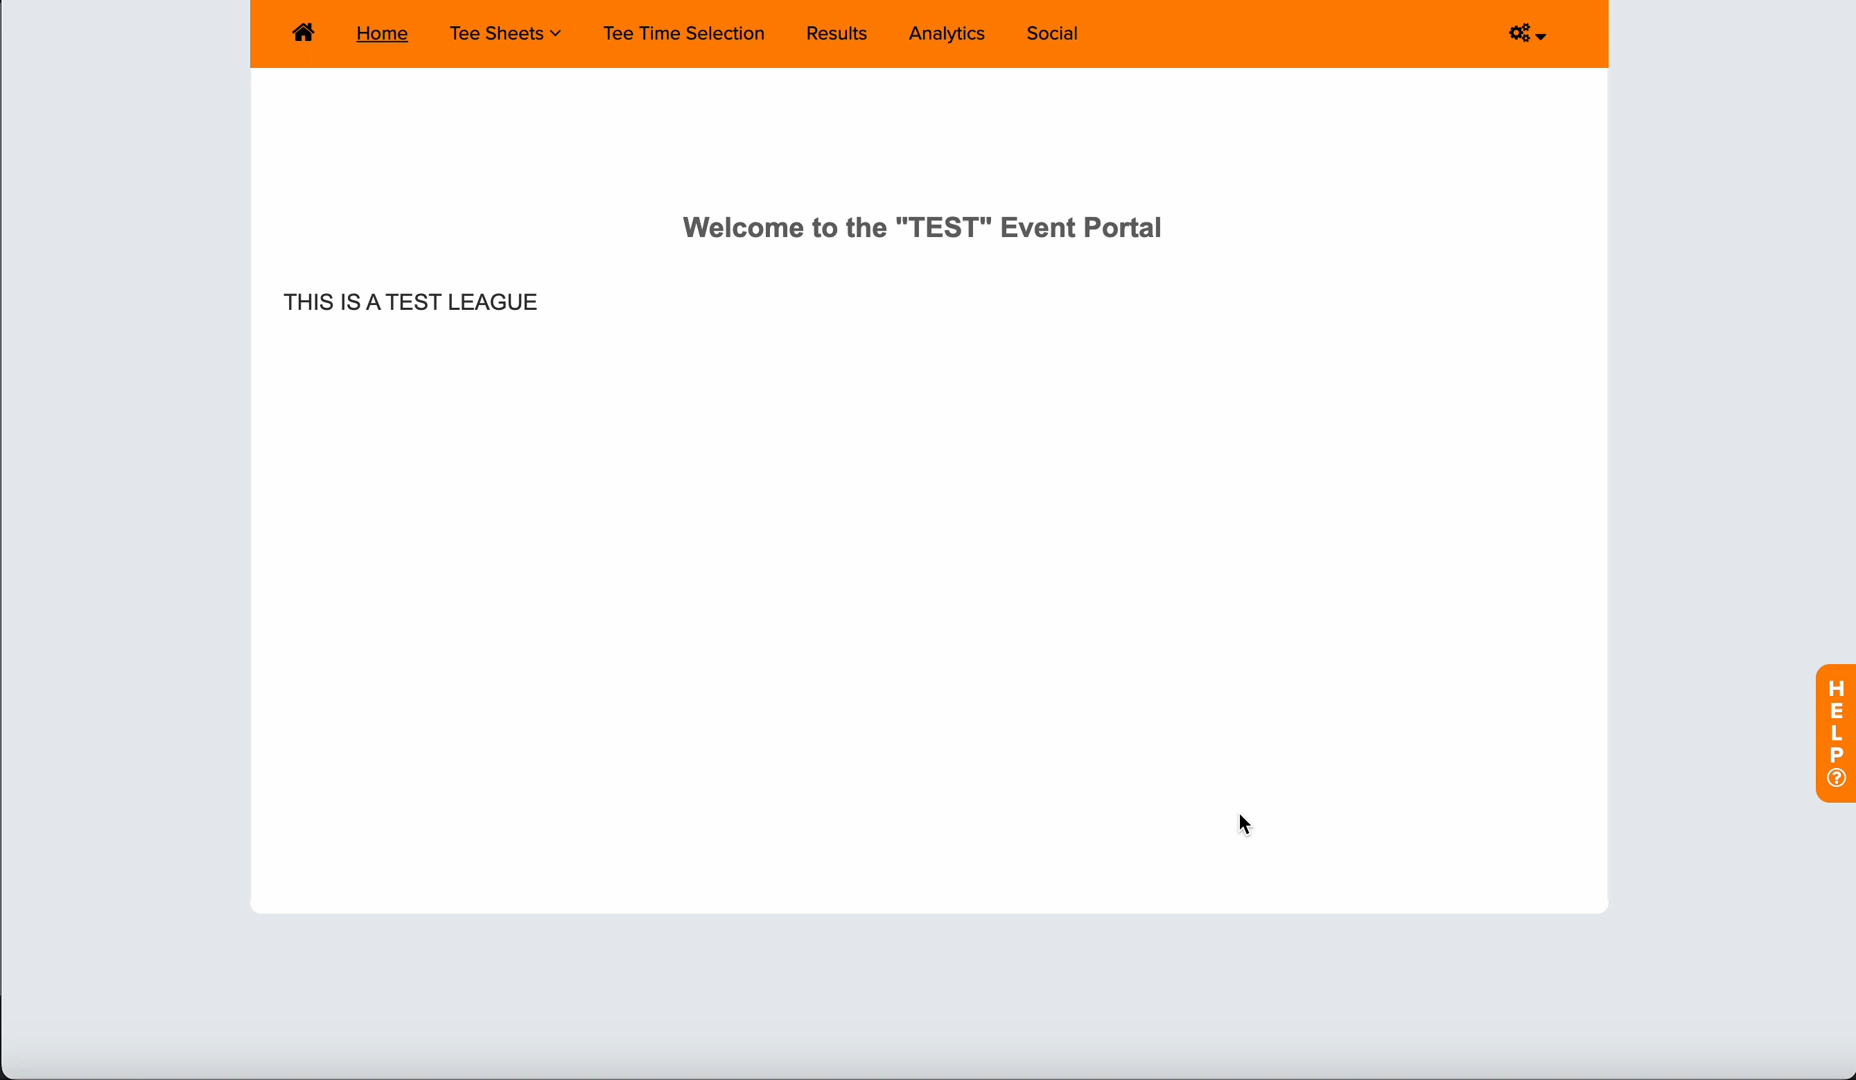 Home Tee Sheets Tee Time Selection Results Analytics Social
Welcome to the "TEST" Event Portal
THIS IS A TEST LEAGUE
HELP?